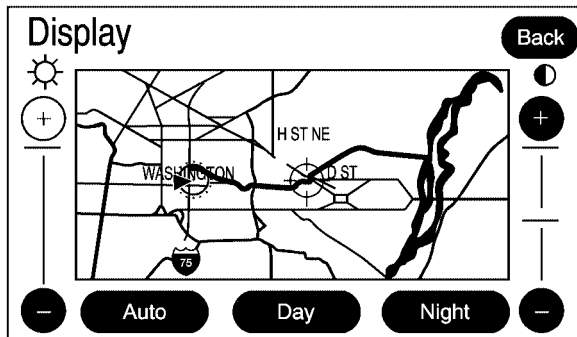 Display
Back
+
+
H ST NE
WASHINGTON
D ST
75
−
Auto
Day
Night
−